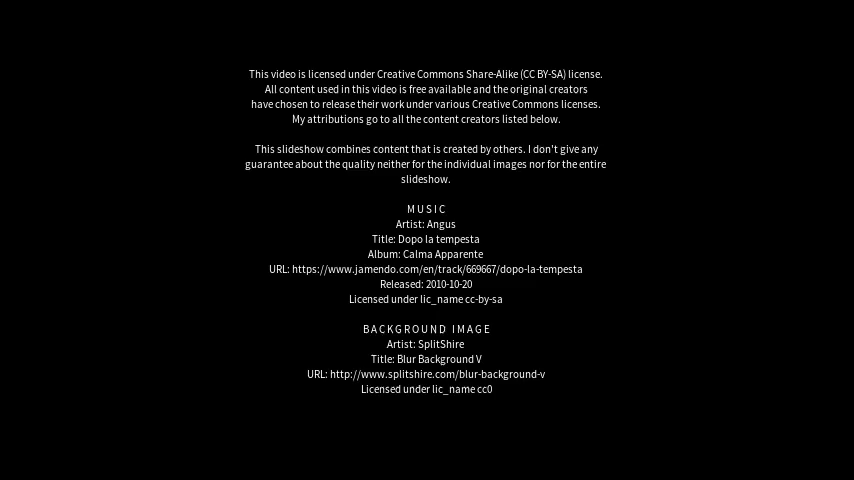 This video is licensed under Creative Commons Share-Alike (CC BY-SA) license.
All content used in this video is free available and the original creators
have chosen to release their work under various Creative Commons licenses.
My attributions go to all the content creators listed below.
This slideshow combines content that is created by others. I don't give any
guarantee about the quality neither for the individual images nor for the entire
slideshow.
MUSIC
Artist: Angus
Title: Dopo la tempesta
Album: Calma Apparente
URL: https://www.jamendo.com/en/track/669667/dopo-la-tempesta
Released: 2010-10-20
Licensed under lic_name cc-by-sa
BACKGROUND IMAGE
Artist: SplitShire
Title: Blur Background V
URL: http://www.splitshire.com/blur-background-v
Licensed under lic_name cc0